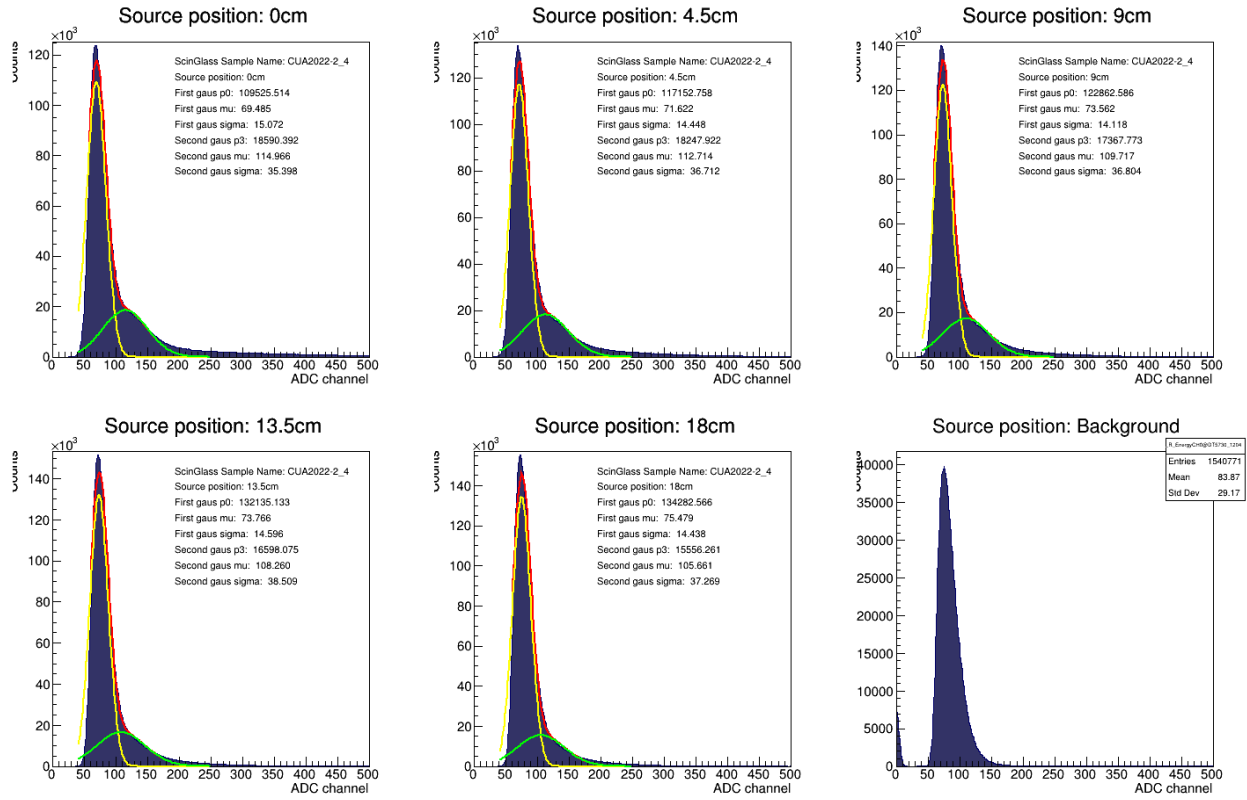 Source position: 0cm
×10³
Counts
120
100
80
60
40
20
0
0 50 100 150 200 250 300 350 400 450 500
ADC channel
ScinGlass Sample Name: CUA2022-2_4
Source position: 0cm
First gaus p0: 109525.514
First gaus mu: 69.485
First gaus sigma: 15.072
Second gaus p3: 18590.392
Second gaus mu: 114.966
Second gaus sigma: 35.398
Source position: 4.5cm
×10³
Counts
120
100
80
60
40
20
0
0 50 100 150 200 250 300 350 400 450 500
ADC channel
ScinGlass Sample Name: CUA2022-2_4
Source position: 4.5cm
First gaus p0: 117152.758
First gaus mu: 71.622
First gaus sigma: 14.448
Second gaus p3: 18247.922
Second gaus mu: 112.714
Second gaus sigma: 36.712
Source position: 9cm
×10³
Counts
140
120
100
80
60
40
20
0
0 50 100 150 200 250 300 350 400 450 500
ADC channel
ScinGlass Sample Name: CUA2022-2_4
Source position: 9cm
First gaus p0: 122862.586
First gaus mu: 73.562
First gaus sigma: 14.118
Second gaus p3: 17367.773
Second gaus mu: 109.717
Second gaus sigma: 36.804
Source position: 13.5cm
×10³
Counts
140
120
100
80
60
40
20
0
0 50 100 150 200 250 300 350 400 450 500
ADC channel
ScinGlass Sample Name: CUA2022-2_4
Source position: 13.5cm
First gaus p0: 132135.133
First gaus mu: 73.766
First gaus sigma: 14.596
Second gaus p3: 16598.075
Second gaus mu: 108.260
Second gaus sigma: 38.509
Source position: 18cm
×10³
Counts
140
120
100
80
60
40
20
0
0 50 100 150 200 250 300 350 400 450 500
ADC channel
ScinGlass Sample Name: CUA2022-2_4
Source position: 18cm
First gaus p0: 134282.566
First gaus mu: 75.479
First gaus sigma: 14.438
Second gaus p3: 15556.261
Second gaus mu: 105.661
Second gaus sigma: 37.269
Source position: Background
Counts
40000
35000
30000
25000
20000
15000
10000
5000
0
0 50 100 150 200 250 300 350 400 450 500
ADC channel
Entries 1540771
Mean 83.87
Std Dev 29.17